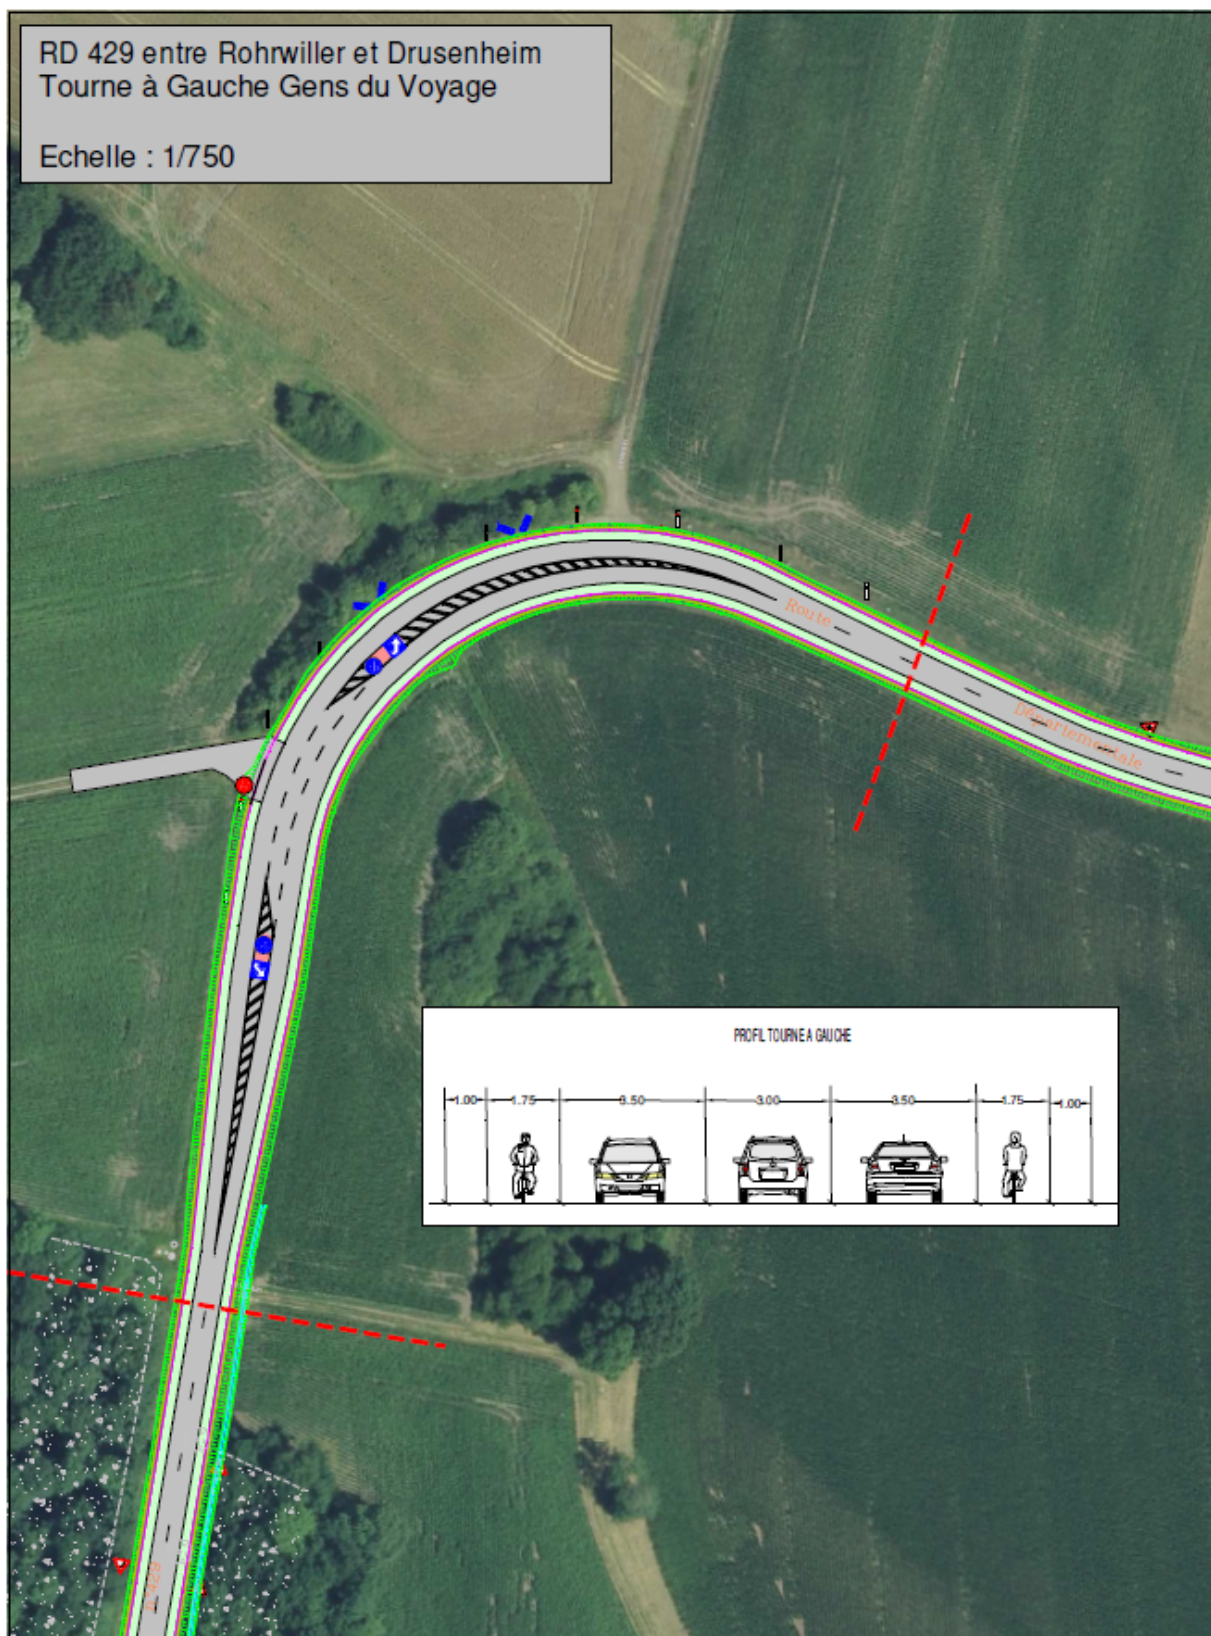 RD 429 entre Rohrwiller et Drusenheim
Tourne à Gauche Gens du Voyage
Echelle : 1/750
Route
Départementale
PROFIL TOURNE A GAUCHE
1.00 1.75 3.50 3.00 3.50 1.75 1.00
D429